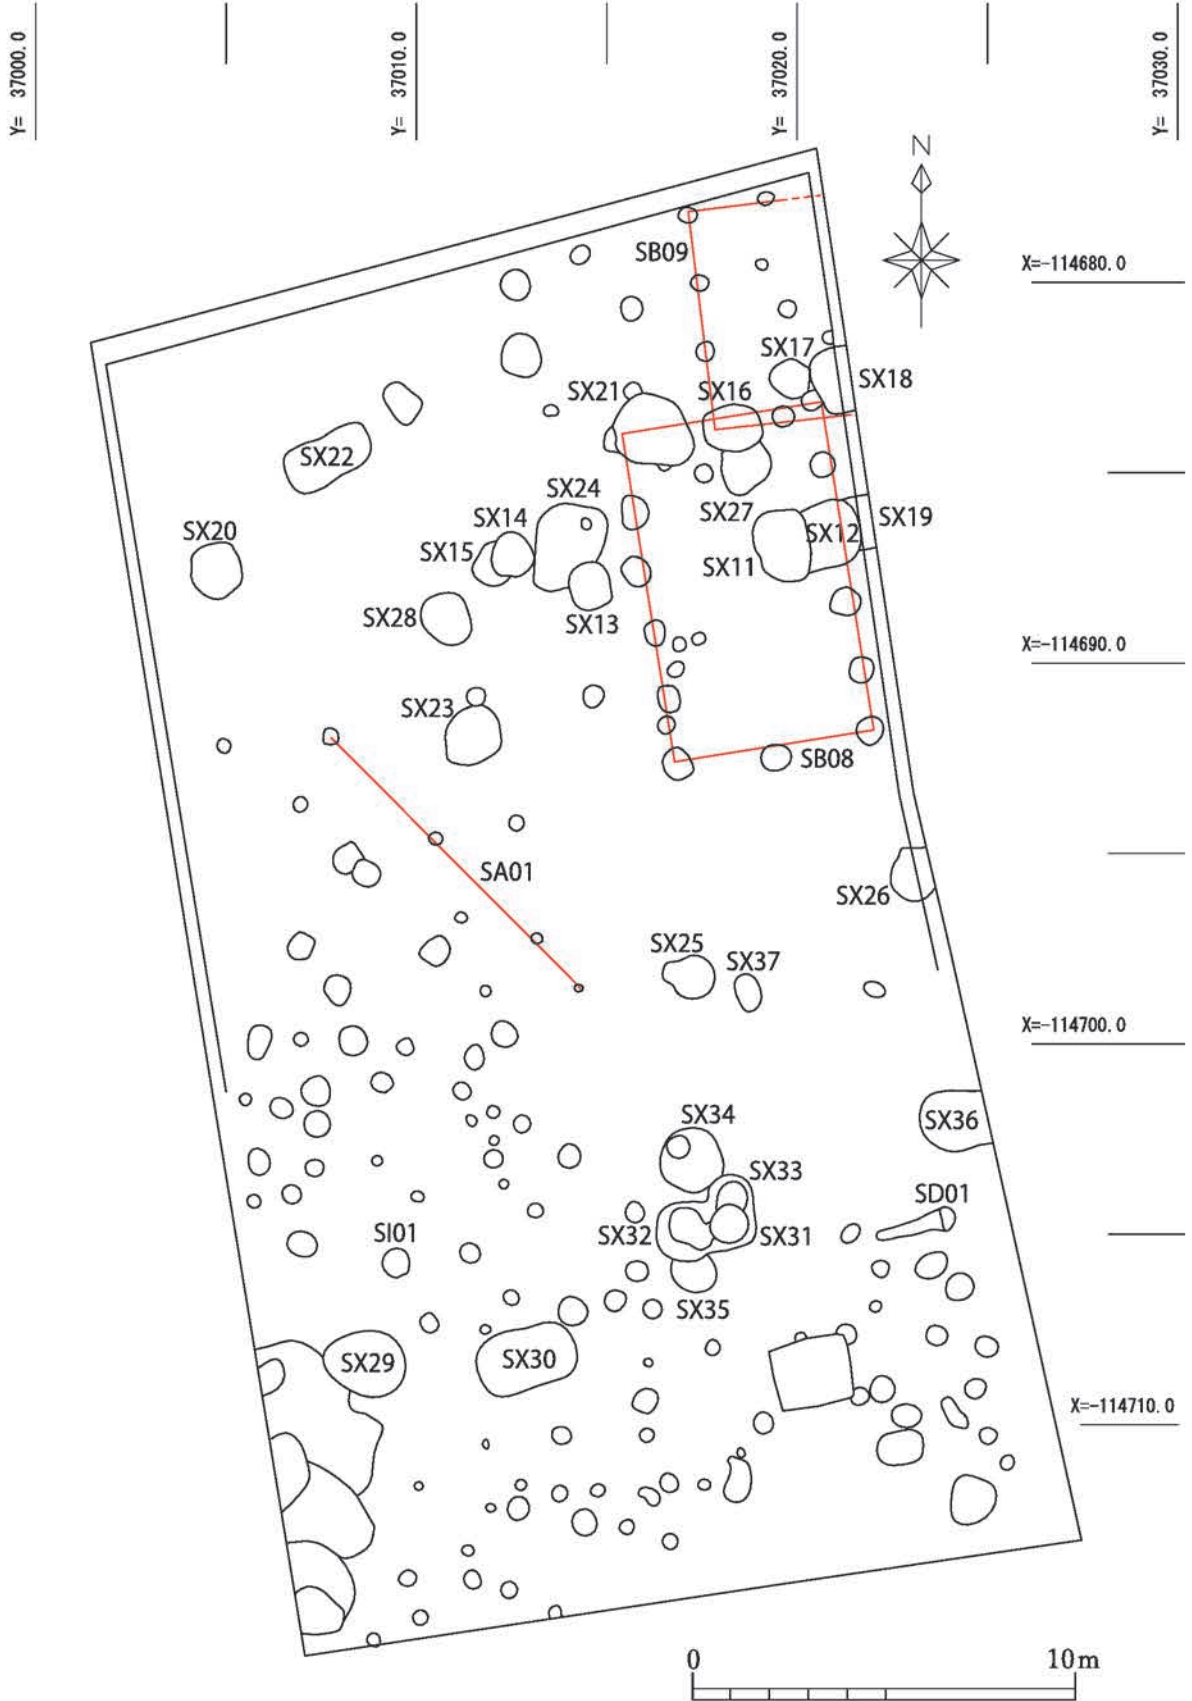 Y= 37000.0
Y= 37010.0
Y= 37020.0
Y= 37030.0
N
SB09
X=-114680.0
SX17
SX18
SX21
SX16
SX22
SX24
SX27
SX14
SX12
SX19
SX20
SX15
SX11
SX28
SX13
X=-114690.0
SX23
SB08
SA01
SX26
SX25
SX37
X=-114700.0
SX34
SX36
SX33
SD01
SI01
SX32
SX31
SX35
SX29
SX30
X=-114710.0
0
10m